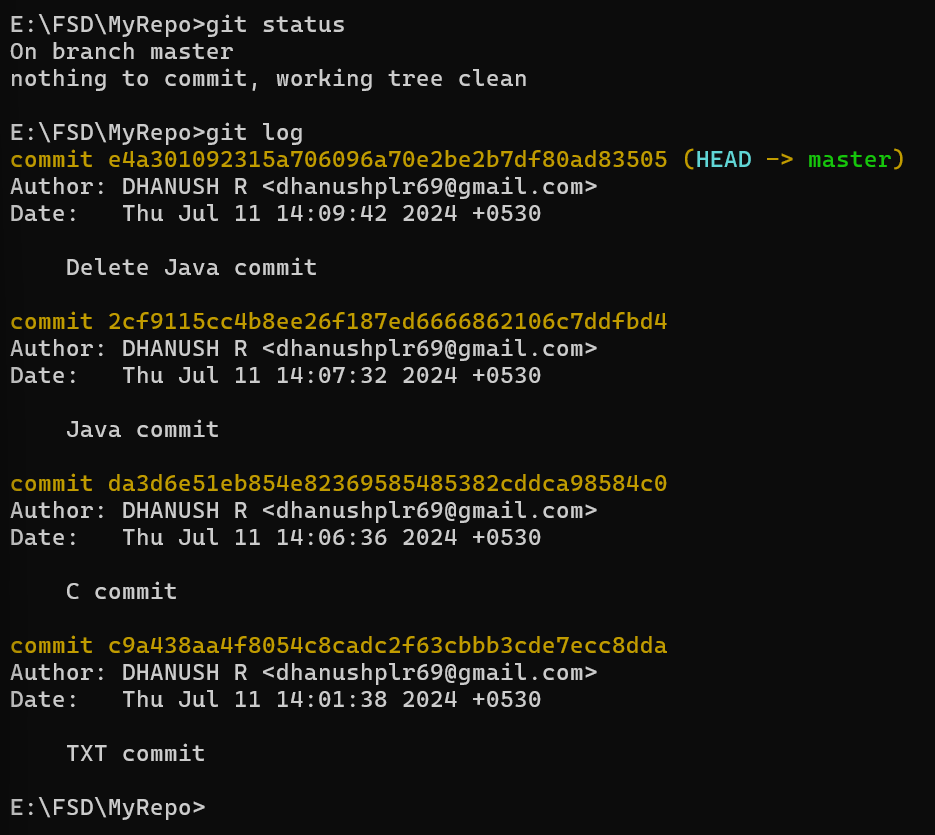 E:\FSD\MyRepo>git status
On branch master
nothing to commit, working tree clean
E:\FSD\MyRepo>git log
commit e4a301092315a706096a70e2be2b7df80ad83505 (HEAD -> master)
Author: DHANUSH R <dhanushplr69@gmail.com>
Date:   Thu Jul 11 14:09:42 2024 +0530
Delete Java commit
commit 2cf9115cc4b8ee26f187ed6666862106c7ddfbd4
Author: DHANUSH R <dhanushplr69@gmail.com>
Date:   Thu Jul 11 14:07:32 2024 +0530
Java commit
commit da3d6e51eb854e82369585485382cddca98584c0
Author: DHANUSH R <dhanushplr69@gmail.com>
Date:   Thu Jul 11 14:06:36 2024 +0530
C commit
commit c9a438aa4f8054c8cadc2f63cbbb3cde7ecc8dda
Author: DHANUSH R <dhanushplr69@gmail.com>
Date:   Thu Jul 11 14:01:38 2024 +0530
TXT commit
E:\FSD\MyRepo>